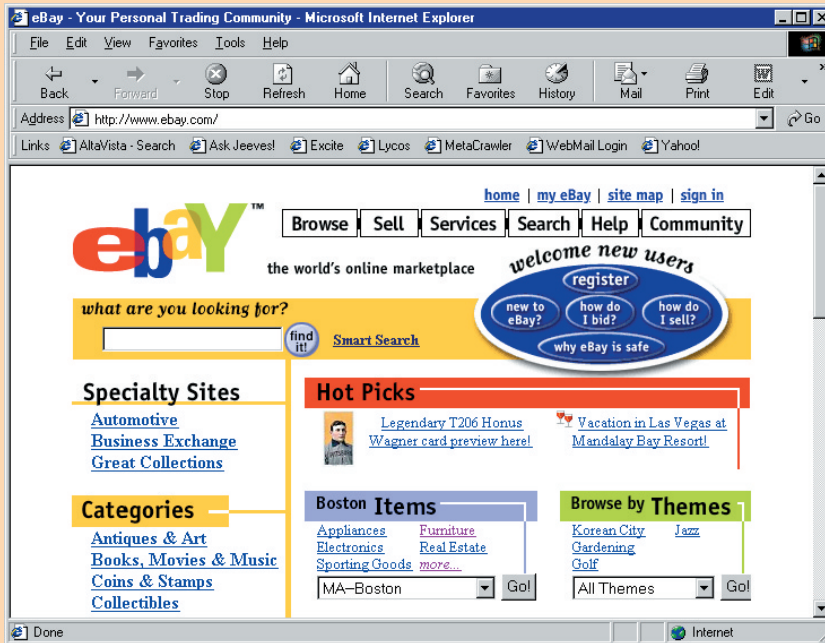 eBay - Your Personal Trading Community - Microsoft Internet Explorer
File Edit View Favorites Tools Help
Back Forward Stop Refresh Home Search Favorites History Mail Print Edit
Address http://www.ebay.com/ Go
Links AltaVista - Search Ask Jeeves! Excite Lycos MetaCrawler WebMail Login Yahoo!
home | my eBay | site map | sign in
ebaY™
Browse Sell Services Search Help Community
the world's online marketplace
welcome new users
register
new to eBay?
how do I bid?
how do I sell?
why eBay is safe
what are you looking for?
find it!
Smart Search
Specialty Sites
Automotive
Business Exchange
Great Collections
Hot Picks
Legendary T206 Honus
Wagner card preview here!
Vacation in Las Vegas at
Mandalay Bay Resort!
Categories
Antiques & Art
Books, Movies & Music
Coins & Stamps
Collectibles
Boston Items
Appliances Furniture
Electronics Real Estate
Sporting Goods more...
MA–Boston Go!
Browse by Themes
Korean City Jazz
Gardening
Golf
All Themes Go!
Done Internet